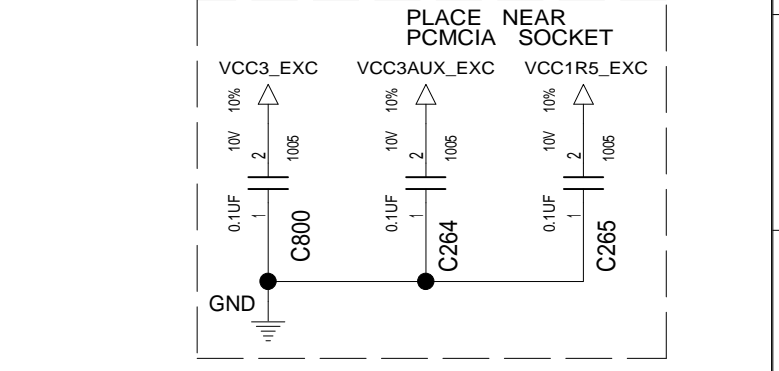 PLACE NEAR
PCMCIA SOCKET
VCC3_EXC
VCC3AUX_EXC
VCC1R5_EXC
10%
10V
2
1005
0.1UF
1
C800
10%
10V
2
1005
0.1UF
1
C264
10%
10V
2
1005
0.1UF
1
C265
GND